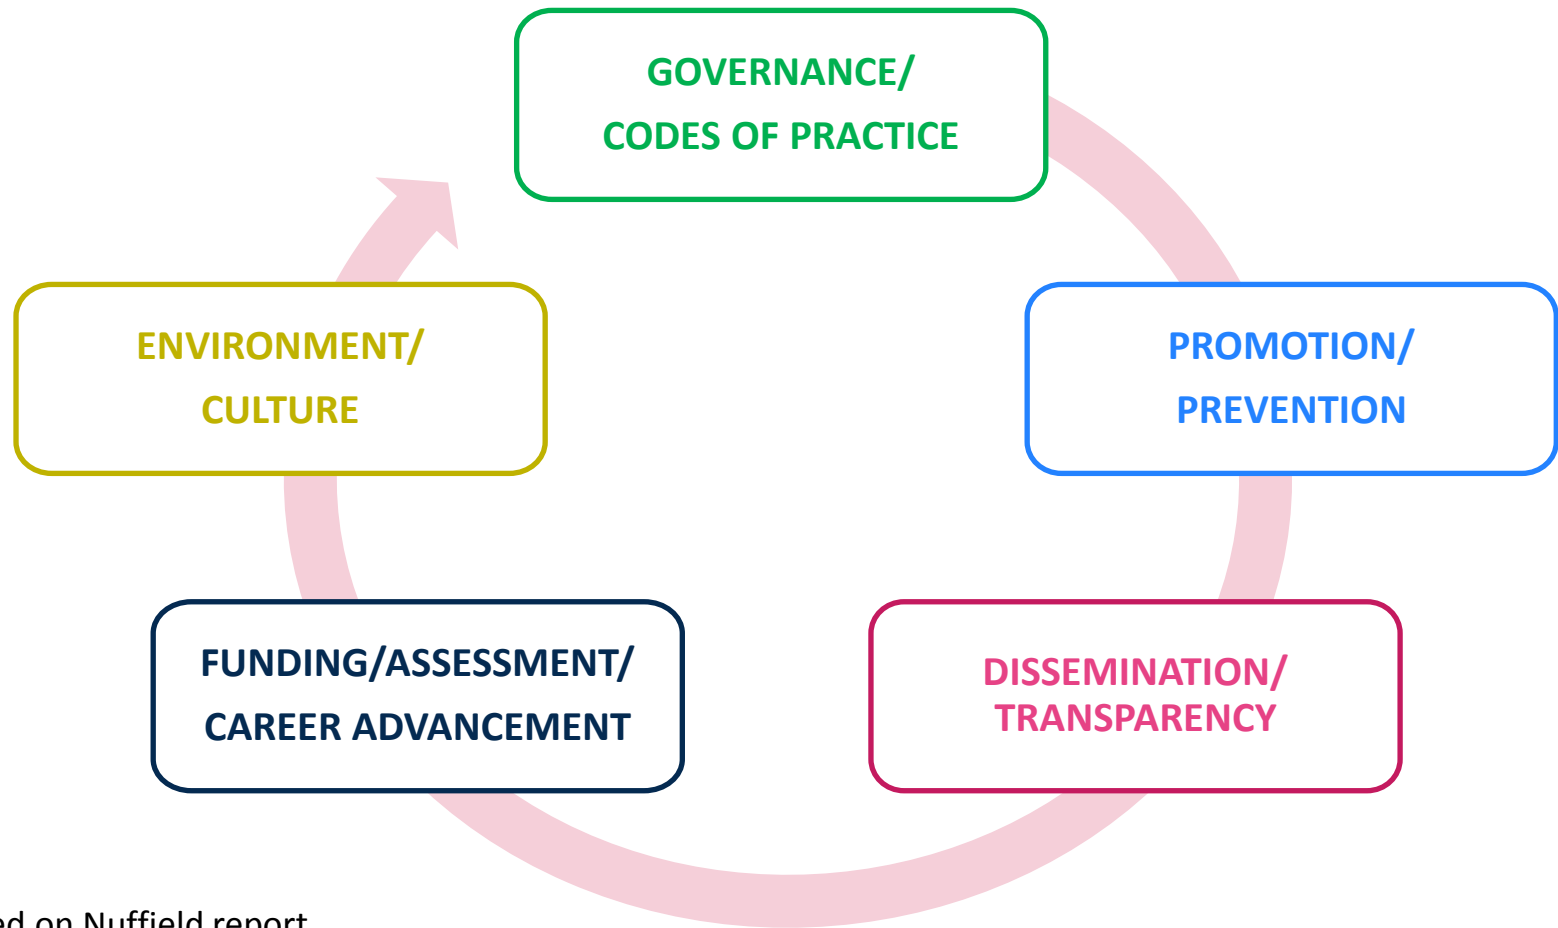 GOVERNANCE/
CODES OF PRACTICE
PROMOTION/
PREVENTION
DISSEMINATION/
TRANSPARENCY
FUNDING/ASSESSMENT/
CAREER ADVANCEMENT
ENVIRONMENT/
CULTURE
on Nuffield report